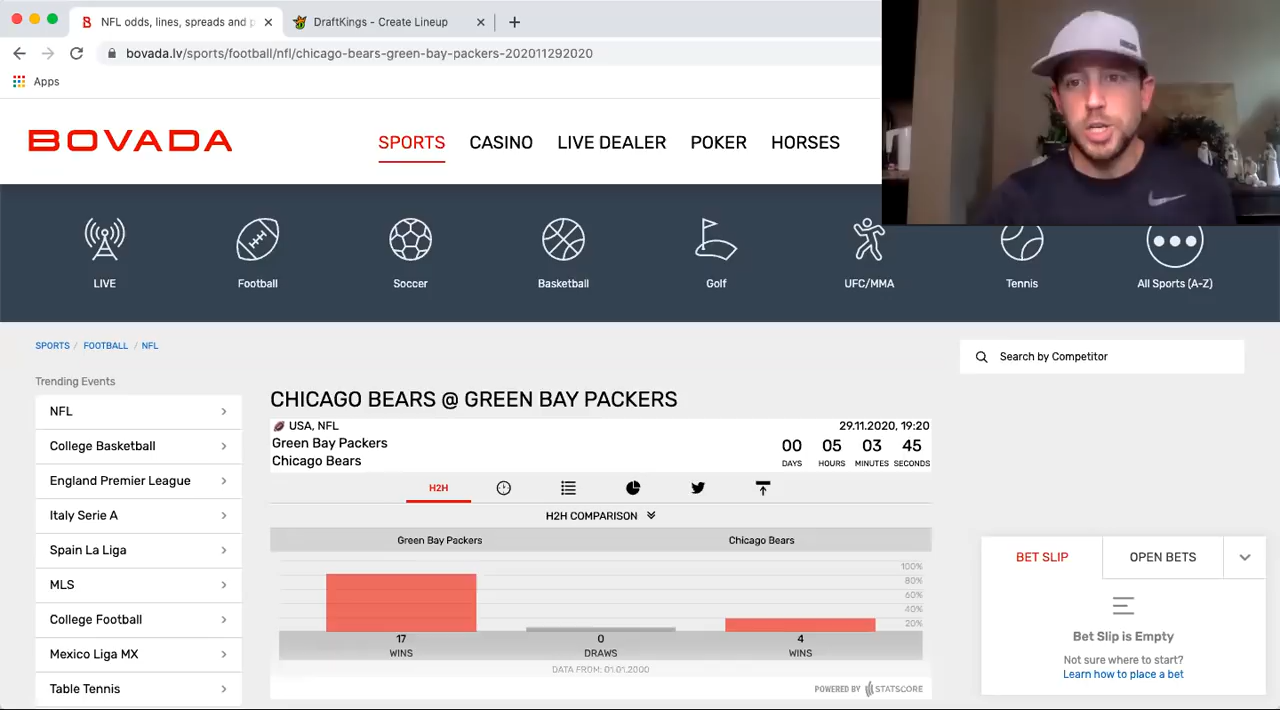 NFL odds, lines, spreads and p
DraftKings - Create Lineup
bovada.lv/sports/football/nfl/chicago-bears-green-bay-packers-202011292020
Apps
BOVADA
SPORTS CASINO LIVE DEALER POKER HORSES
LIVE Football Soccer Basketball Golf UFC/MMA Tennis All Sports (A-Z)
SPORTS / FOOTBALL / NFL
Search by Competitor
Trending Events
NFL
College Basketball
England Premier League
Italy Serie A
Spain La Liga
MLS
College Football
Mexico Liga MX
Table Tennis
CHICAGO BEARS @ GREEN BAY PACKERS
USA, NFL
29.11.2020, 19:20
Green Bay Packers
Chicago Bears
00 05 03 45
DAYS HOURS MINUTES SECONDS
H2H
H2H COMPARISON
Green Bay Packers Chicago Bears
100%
80%
60%
40%
20%
17 0 4
WINS DRAWS WINS
DATA FROM: 01.01.2000
POWERED BY STATSCORE
BET SLIP OPEN BETS
Bet Slip is Empty
Not sure where to start?
Learn how to place a bet